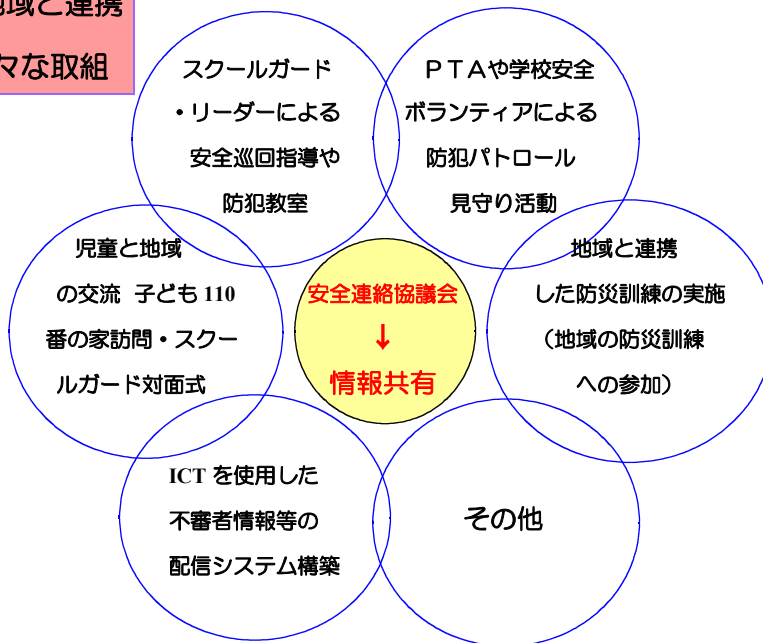 地域と連携
々な取組
スクールガード
・リーダーによる
安全巡回指導や
防犯教室
ＰＴＡや学校安全
ボランティアによる
防犯パトロール
見守り活動
児童と地域
の交流 子ども 110
番の家訪問・スクー
ルガード対面式
安全連絡協議会
↓
情報共有
地域と連携
した防災訓練の実施
（地域の防災訓練
への参加）
ICT を使用した
不審者情報等の
配信システム構築
その他